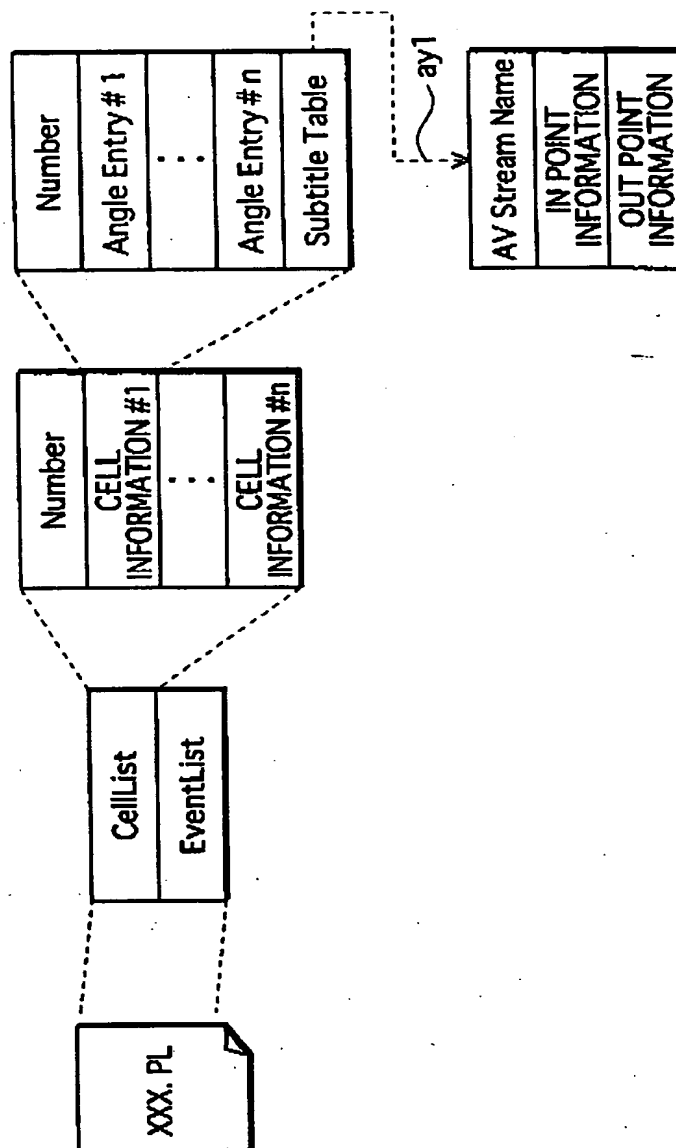 XXX. PL
CellList
EventList
Number
CELL
INFORMATION #1
. . .
CELL
INFORMATION #n
Number
Angle Entry # 1
. . .
Angle Entry # n
Subtitle Table
ay1
AV Stream Name
IN POINT
INFORMATION
OUT POINT
INFORMATION